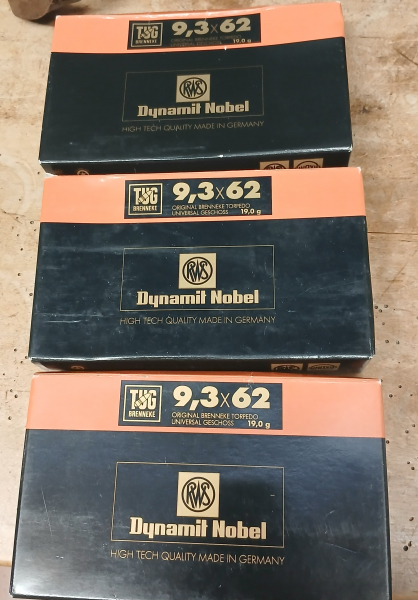 TUG
BRENNEKE
9,3x62
ORIGINAL BRENNEKE TORPEDO
19,0 g
RWS
Dynamit Nobel
HIGH TECH QUALITY MADE IN GERMANY
TUG
BRENNEKE
9,3x62
ORIGINAL BRENNEKE TORPEDO
UNIVERSAL GESCHOSS 19,0 g
RWS
Dynamit Nobel
HIGH TECH QUALITY MADE IN GERMANY
TUG
BRENNEKE
9,3x62
ORIGINAL BRENNEKE TORPEDO
UNIVERSAL GESCHOSS 19,0 g
RWS
Dynamit Nobel
HIGH TECH QUALITY MADE IN GERMANY